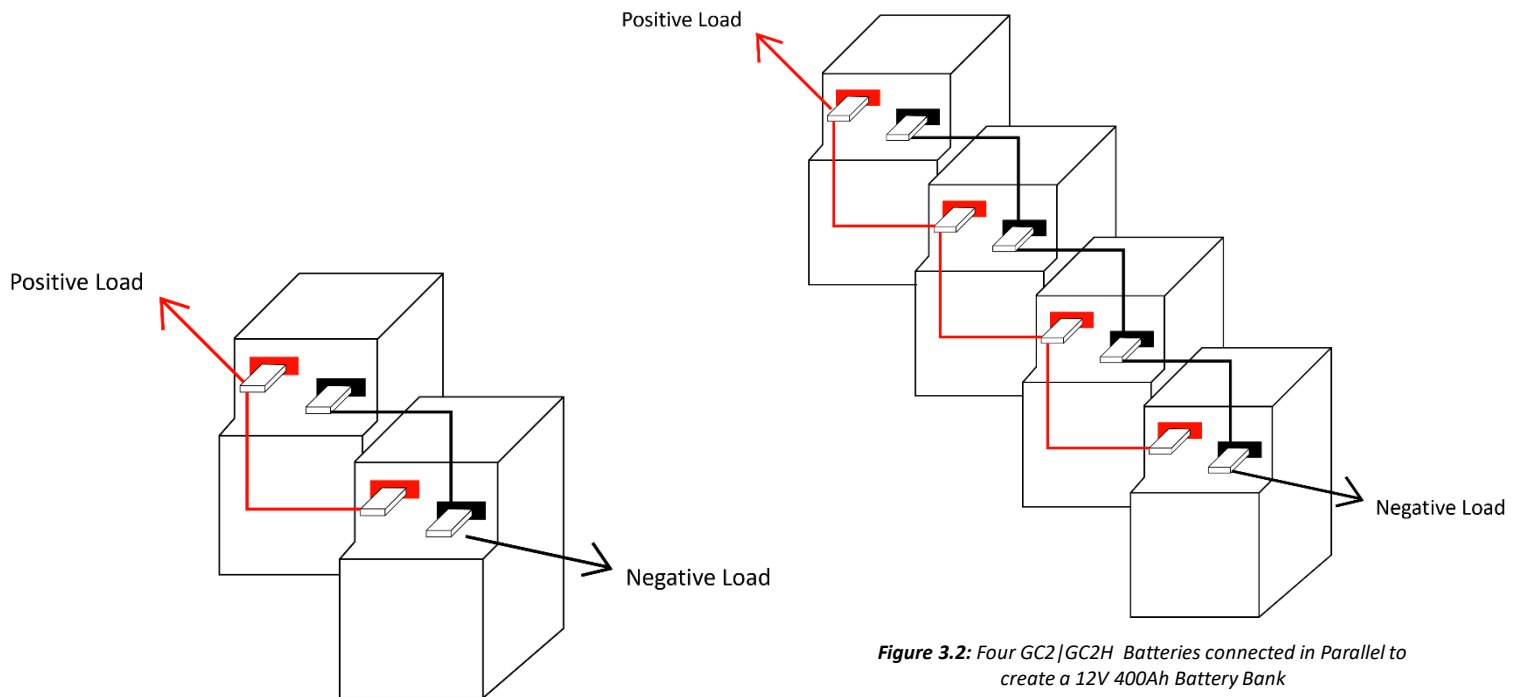 Positive Load
Positive Load
Negative Load
Negative Load
Figure 3.2: Four GC2|GC2H Batteries connected in Parallel to
create a 12V 400Ah Battery Bank